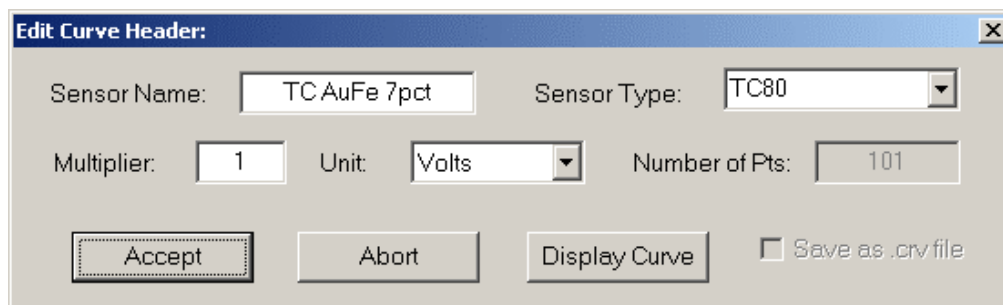 Edit Curve Header:
Sensor Name: TC AuFe 7pct Sensor Type: TC80
Multiplier: 1 Unit: Volts Number of Pts: 101
Accept Abort Display Curve Save as .crv file